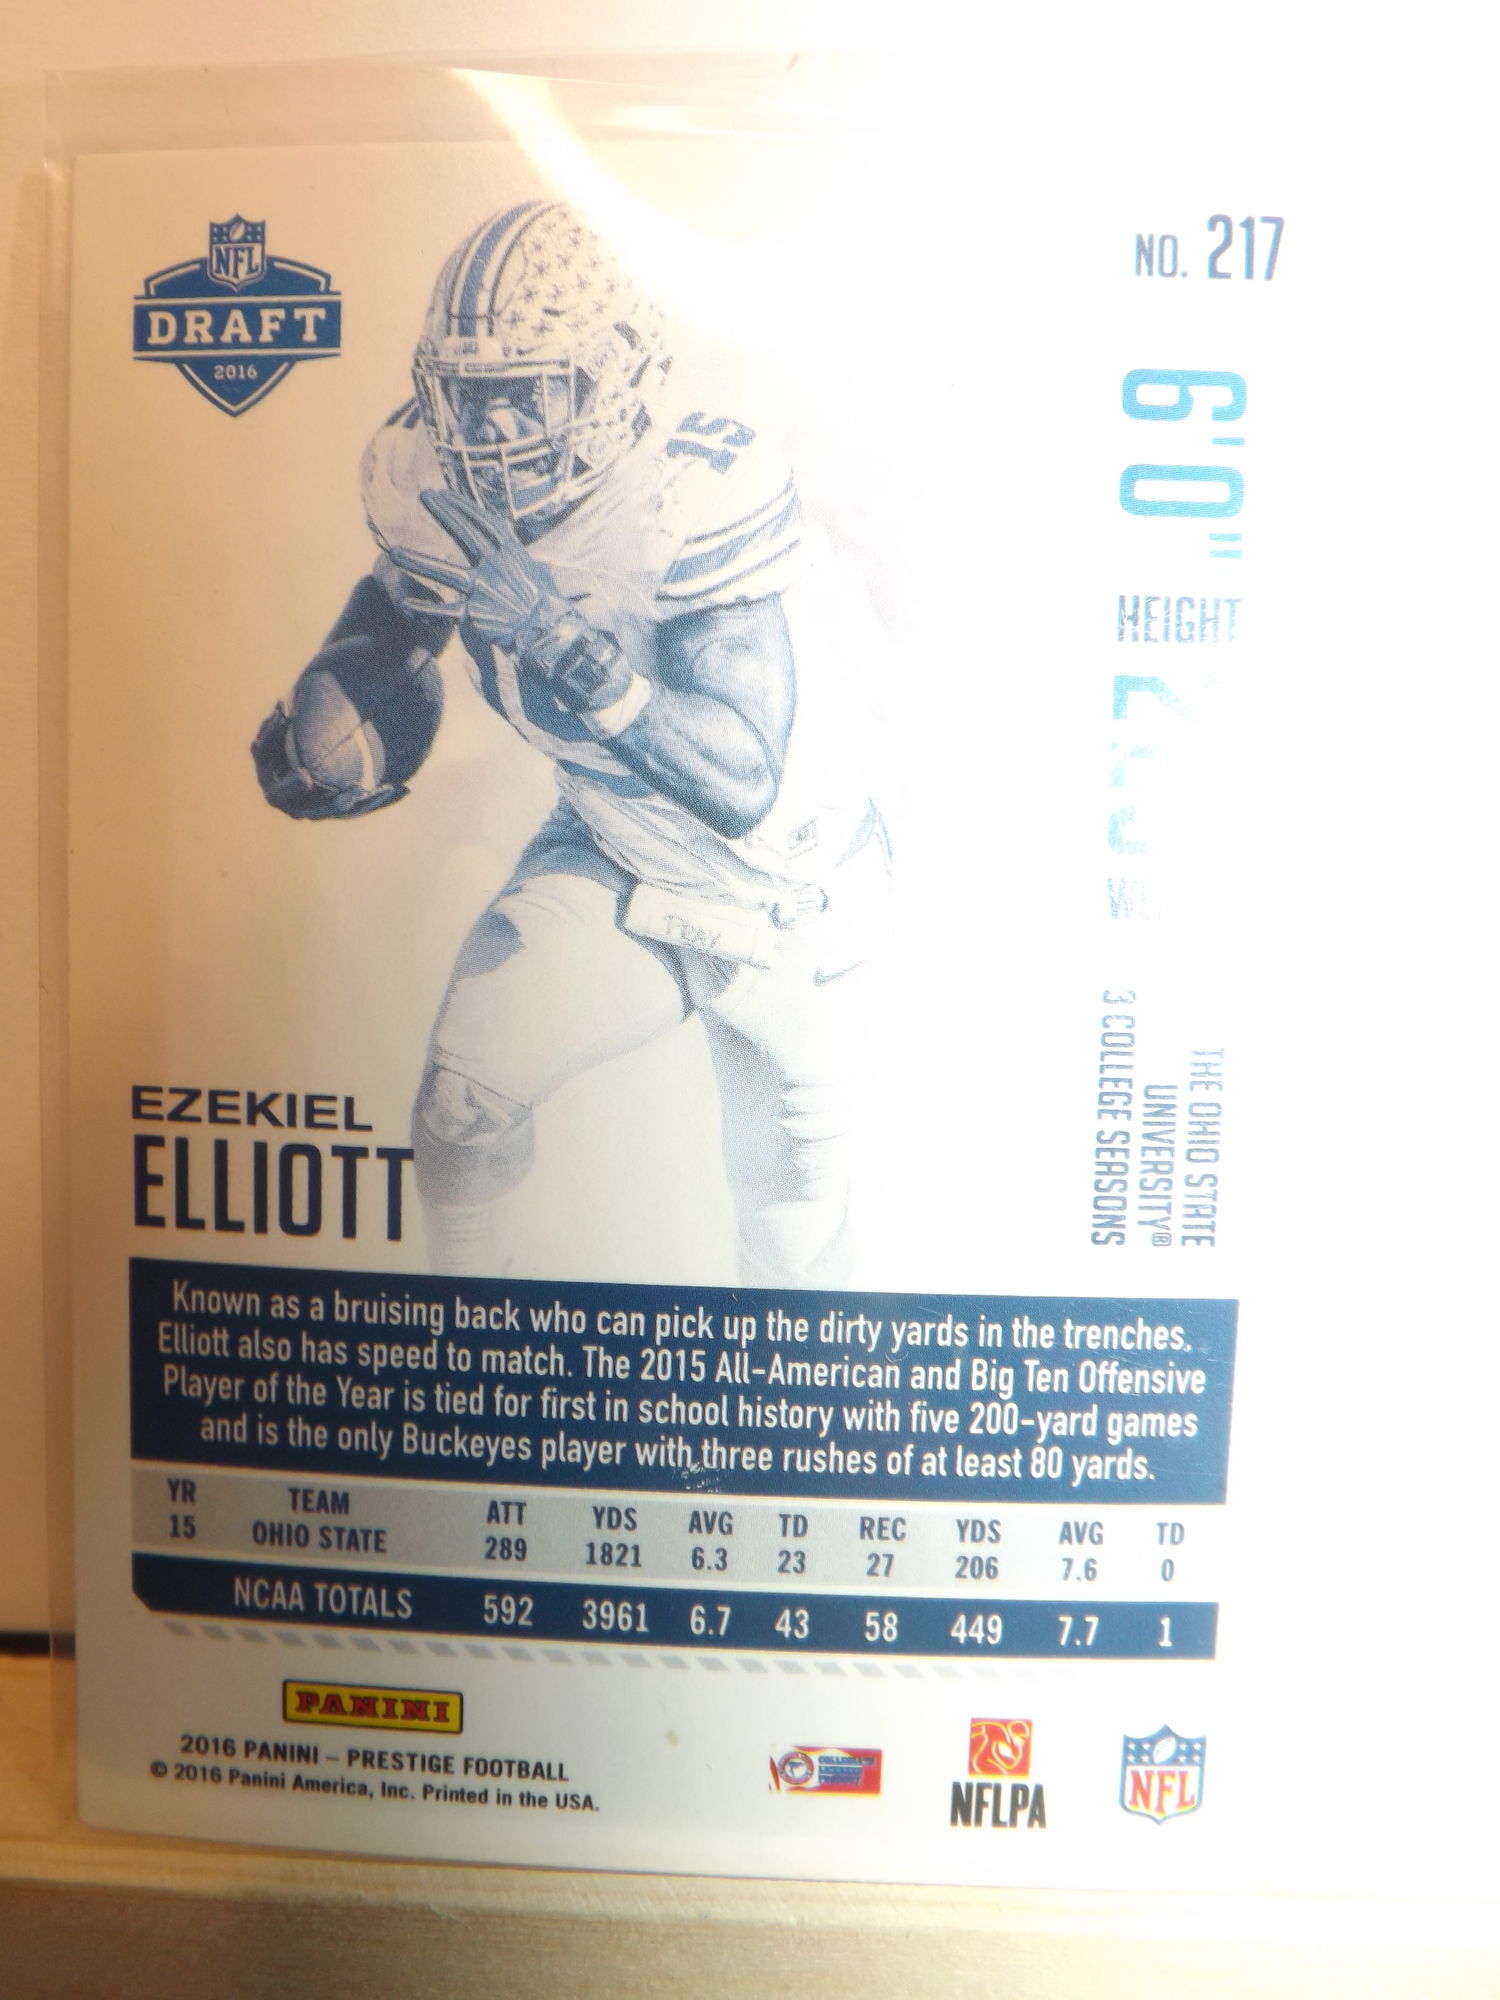 NFL
DRAFT
2016
NO. 217
6'0"
HEIGHT
THE OHIO STATE
UNIVERSITY®
3 COLLEGE SEASONS
15
PRAY
EZEKIEL
ELLIOTT
Known as a bruising back who can pick up the dirty yards in the trenches,
Elliott also has speed to match. The 2015 All-American and Big Ten Offensive
Player of the Year is tied for first in school history with five 200-yard games
and is the only Buckeyes player with three rushes of at least 80 yards.
YR TEAM ATT YDS AVG TD REC YDS AVG TD
15 OHIO STATE 289 1821 6.3 23 27 206 7.6 0
NCAA TOTALS 592 3961 6.7 43 58 449 7.7 1
PANINI
2016 PANINI – PRESTIGE FOOTBALL
© 2016 Panini America, Inc. Printed in the USA.
NFLPA
NFL